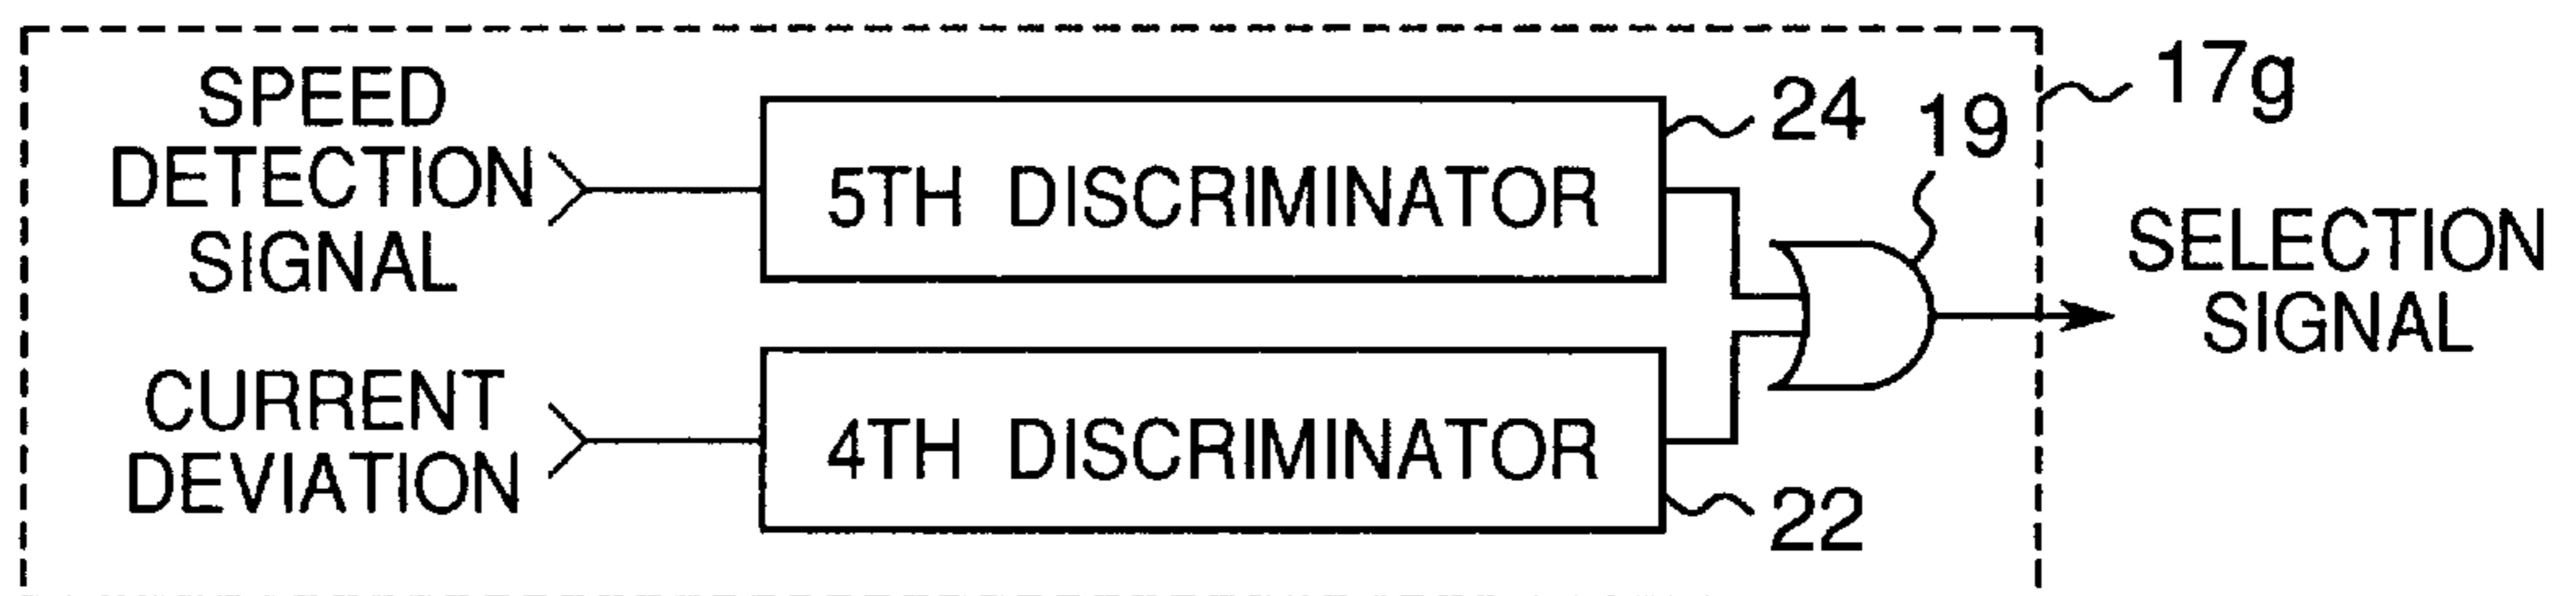 SPEED
DETECTION
SIGNAL
5TH DISCRIMINATOR
24
19
17g
SELECTION
SIGNAL
CURRENT
DEVIATION
4TH DISCRIMINATOR
22